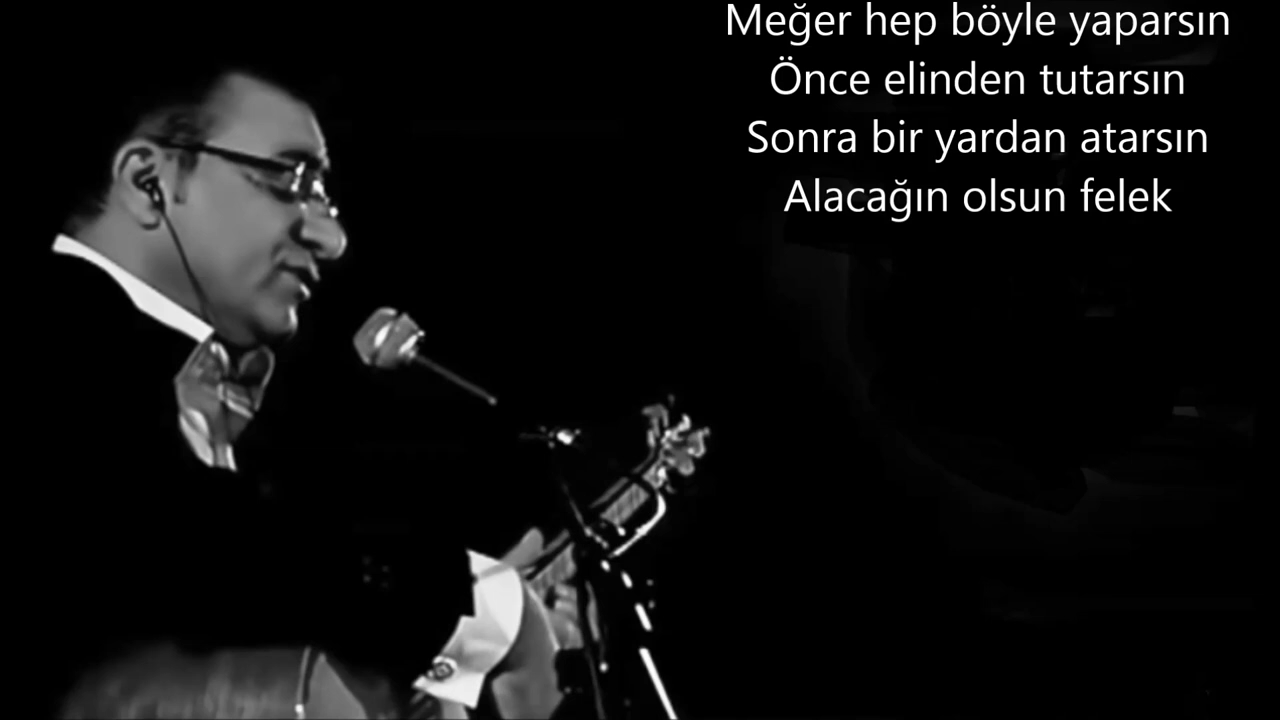 Meğer hep böyle yaparsın
Önce elinden tutarsın
Sonra bir yardan atarsın
Alacağın olsun felek